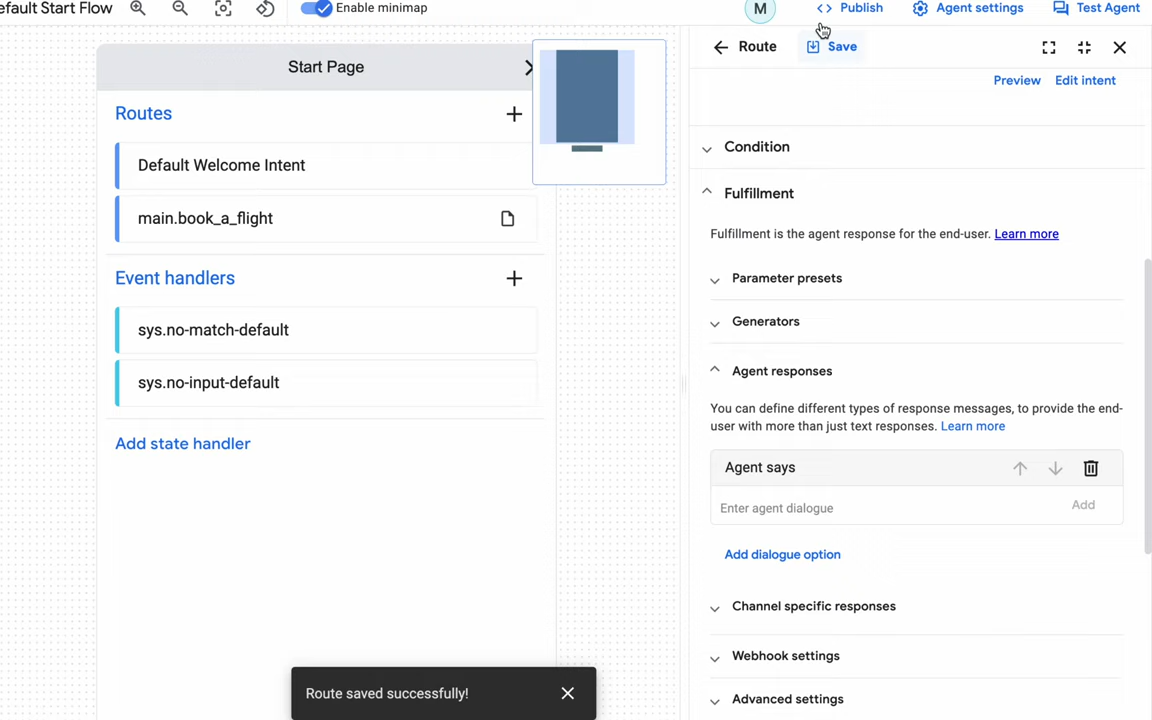 efault Start Flow
Enable minimap
M
Publish
Agent settings
Test Agent
Start Page
Routes
Default Welcome Intent
main.book_a_flight
Event handlers
sys.no-match-default
sys.no-input-default
Add state handler
Route
Save
Preview
Edit intent
Condition
Fulfillment
Fulfillment is the agent response for the end-user. Learn more
Parameter presets
Generators
Agent responses
You can define different types of response messages, to provide the end-
user with more than just text responses. Learn more
Agent says
Enter agent dialogue
Add
Add dialogue option
Channel specific responses
Webhook settings
Advanced settings
Route saved successfully!